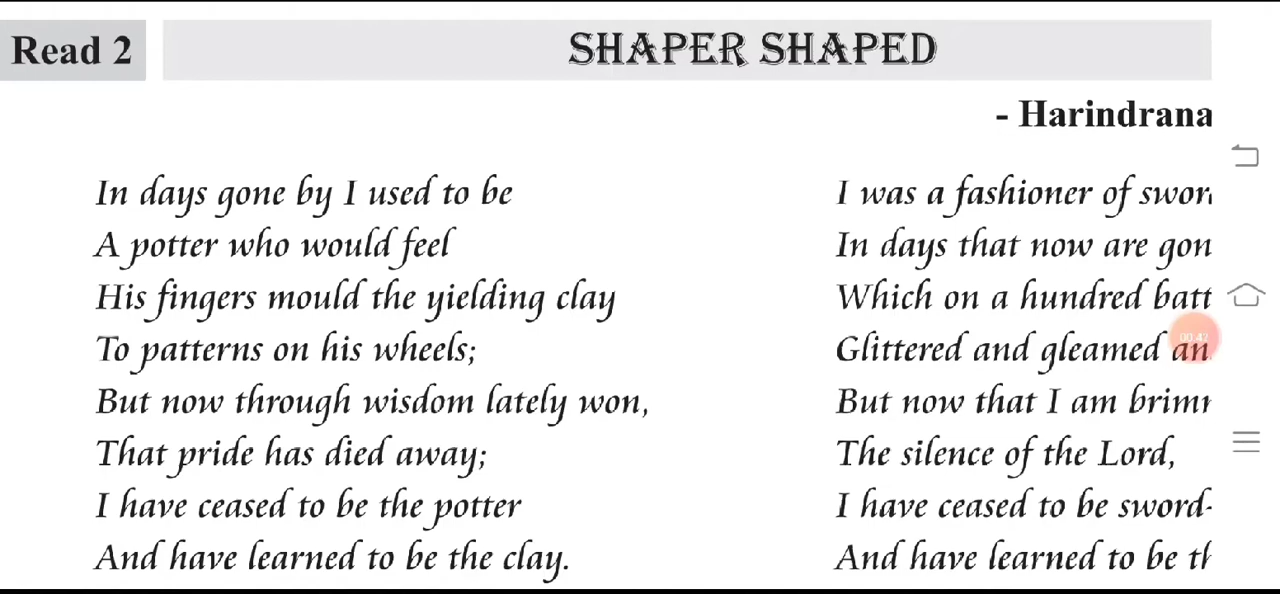 Read 2
SHAPER SHAPED
- Harindrana
In days gone by I used to be
A potter who would feel
His fingers mould the yielding clay
To patterns on his wheels;
But now through wisdom lately won,
That pride has died away;
I have ceased to be the potter
And have learned to be the clay.
I was a fashioner of swor
In days that now are gon
Which on a hundred batt
Glittered and gleamed an
But now that I am brim
The silence of the Lord,
I have ceased to be sword-
And have learned to be th
00:42